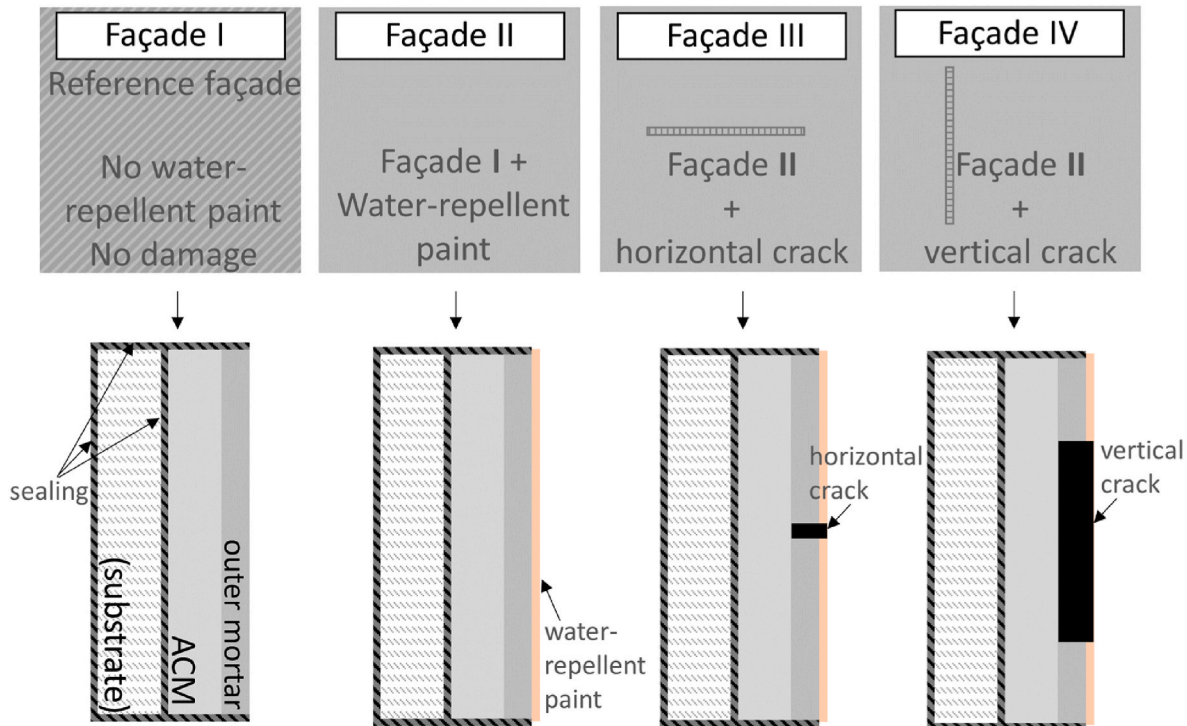 Façade I
Reference façade
No water-
repellent paint
No damage
Façade II
Façade I +
Water-repellent
paint
Façade III
Façade II
+
horizontal crack
Façade IV
Façade II
+
vertical crack
sealing
(substrate)
ACM
outer mortar
water-
repellent
paint
horizontal
crack
vertical
crack